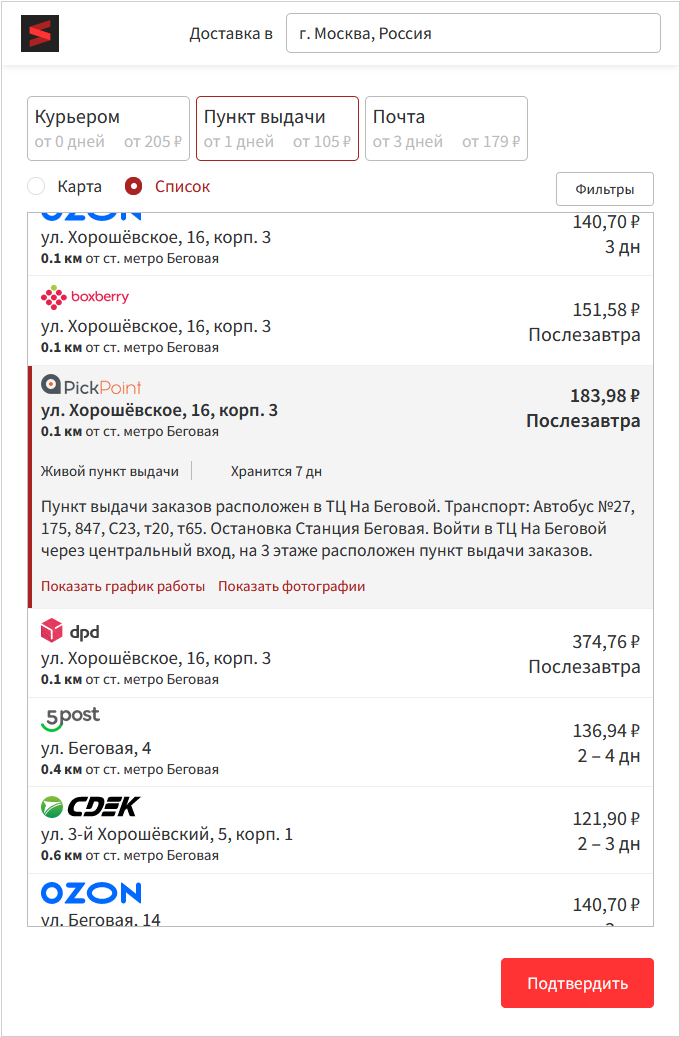 Доставка в г. Москва, Россия
Курьером
от 0 дней от 205 ₽
Пункт выдачи
от 1 дней от 105 ₽
Почта
от 3 дней от 179 ₽
Карта Список Фильтры
OZON
140,70 ₽
ул. Хорошёвское, 16, корп. 3
3 дн
0.1 км от ст. метро Беговая
boxberry
151,58 ₽
ул. Хорошёвское, 16, корп. 3
Послезавтра
0.1 км от ст. метро Беговая
PickPoint
183,98 ₽
ул. Хорошёвское, 16, корп. 3
Послезавтра
0.1 км от ст. метро Беговая
Живой пункт выдачи Хранится 7 дн
Пункт выдачи заказов расположен в ТЦ На Беговой. Транспорт: Автобус №27,
175, 847, С23, т20, т65. Остановка Станция Беговая. Войти в ТЦ На Беговой
через центральный вход, на 3 этаже расположен пункт выдачи заказов.
Показать график работы Показать фотографии
dpd
374,76 ₽
ул. Хорошёвское, 16, корп. 3
Послезавтра
0.1 км от ст. метро Беговая
5post
136,94 ₽
ул. Беговая, 4
2 – 4 дн
0.4 км от ст. метро Беговая
CDEK
121,90 ₽
ул. 3-й Хорошёвский, 5, корп. 1
2 – 3 дн
0.6 км от ст. метро Беговая
OZON
140,70 ₽
ул. Беговая, 14
Подтвердить